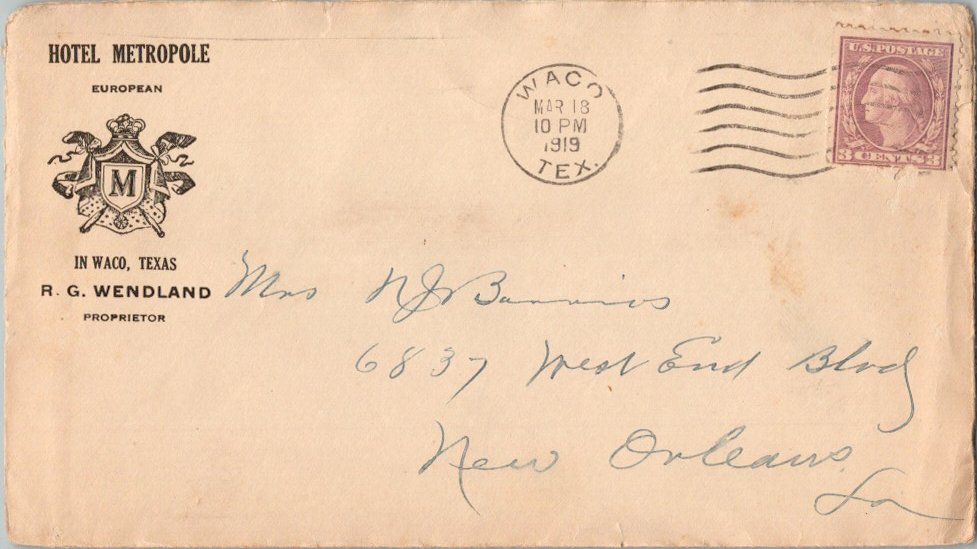 HOTEL METROPOLE
EUROPEAN
M
IN WACO, TEXAS
R. G. WENDLAND
PROPRIETOR
WACO
MAR 18
10 PM
1919
TEX.
U.S. POSTAGE
3 CENTS 3
Mrs N J
6837 West End Blvd
New Orleans
La